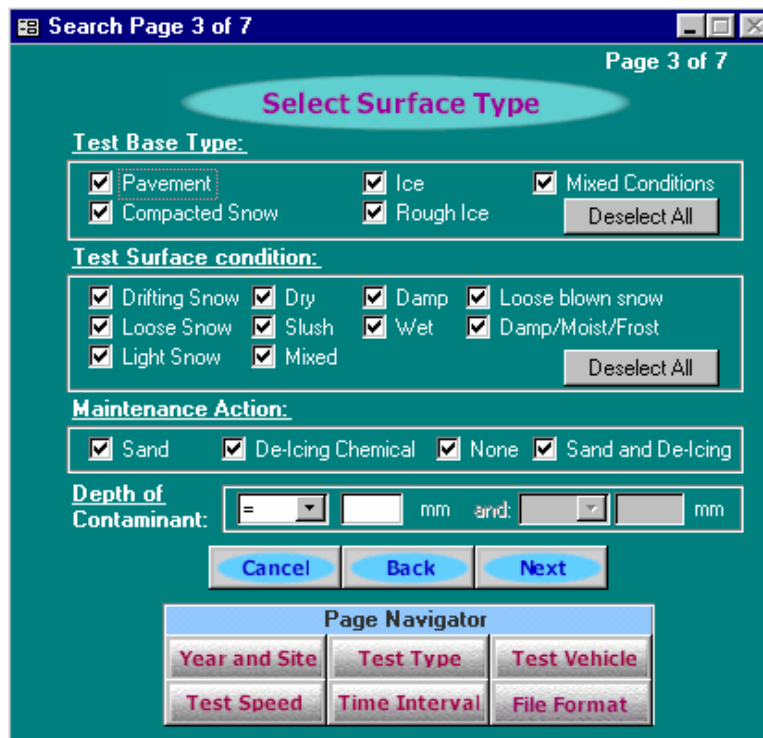 Search Page 3 of 7
Page 3 of 7
Select Surface Type
Test Base Type:
Pavement Ice Mixed Conditions
Compacted Snow Rough Ice Deselect All
Test Surface condition:
Drifting Snow Dry Damp Loose blown snow
Loose Snow Slush Wet Damp/Moist/Frost
Light Snow Mixed Deselect All
Maintenance Action:
Sand De-Icing Chemical None Sand and De-Icing
Depth of
Contaminant: = mm and: mm
Cancel Back Next
Page Navigator
Year and Site Test Type Test Vehicle
Test Speed Time Interval File Format